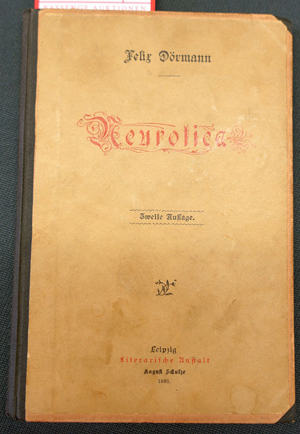 Felix Dörmann
Neurotica
Zweite Auflage.
Leipzig
Literarische Anstalt
August Schulze